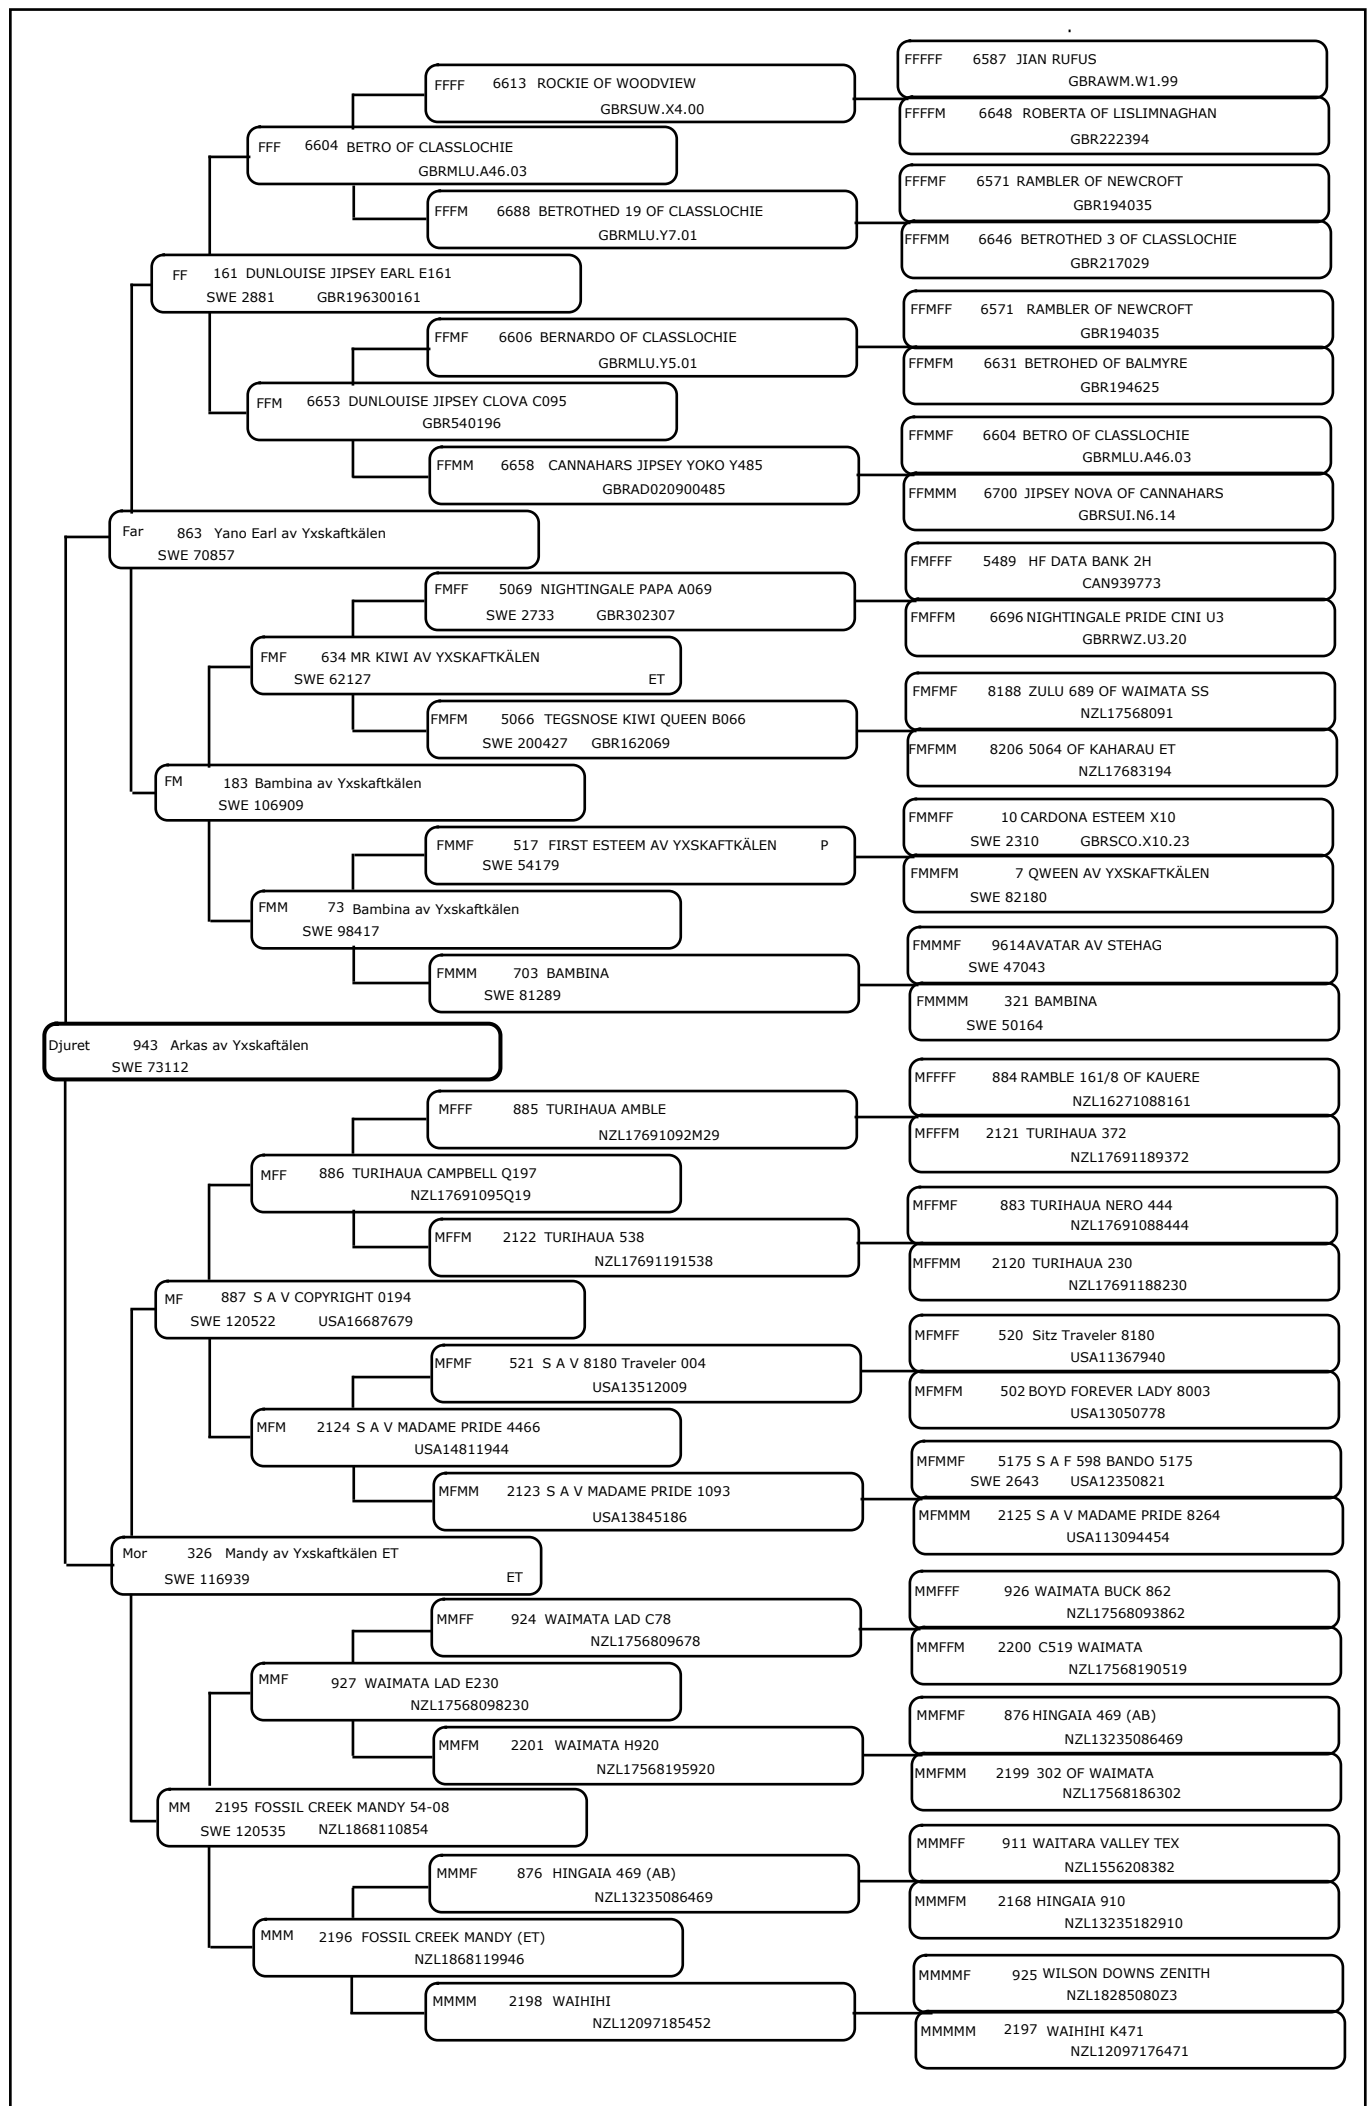 FFFFF 6587 JIAN RUFUS
GBRAWM.W1.99
FFFF 6613 ROCKIE OF WOODVIEW
GBRSUW.X4.00
FFFFM 6648 ROBERTA OF LISLIMNAGHAN
GBR222394
FFF 6604 BETRO OF CLASSLOCHIE
GBRMLU.A46.03
FFFMF 6571 RAMBLER OF NEWCROFT
GBR194035
FFFM 6688 BETROTHED 19 OF CLASSLOCHIE
GBRMLU.Y7.01
FFFMM 6646 BETROTHED 3 OF CLASSLOCHIE
GBR217029
FF 161 DUNLOUISE JIPSEY EARL E161
SWE 2881 GBR196300161
FFMFF 6571 RAMBLER OF NEWCROFT
GBR194035
FFMF 6606 BERNARDO OF CLASSLOCHIE
GBRMLU.Y5.01
FFMFM 6631 BETROHED OF BALMYRE
GBR194625
FFM 6653 DUNLOUISE JIPSEY CLOVA C095
GBR540196
FFMMF 6604 BETRO OF CLASSLOCHIE
GBRMLU.A46.03
FFMM 6658 CANNAHARS JIPSEY YOKO Y485
GBRAD020900485
FFMMM 6700 JIPSEY NOVA OF CANNAHARS
GBRSUI.N6.14
Far 863 Yano Earl av Yxskaftkälen
SWE 70857
FMFFF 5489 HF DATA BANK 2H
CAN939773
FMFF 5069 NIGHTINGALE PAPA A069
SWE 2733 GBR302307
FMFFM 6696 NIGHTINGALE PRIDE CINI U3
GBRRWZ.U3.20
FMF 634 MR KIWI AV YXSKAFTKÄLEN
SWE 62127 ET
FMFMF 8188 ZULU 689 OF WAIMATA SS
NZL17568091
FMFM 5066 TEGSNOSE KIWI QUEEN B066
SWE 200427 GBR162069
FMFMM 8206 5064 OF KAHARAU ET
NZL17683194
FM 183 Bambina av Yxskaftkälen
SWE 106909
FMMFF 10 CARDONA ESTEEM X10
SWE 2310 GBRSCO.X10.23
FMMF 517 FIRST ESTEEM AV YXSKAFTKÄLEN P
SWE 54179
FMMFM 7 QWEEN AV YXSKAFTKÄLEN
SWE 82180
FMM 73 Bambina av Yxskaftkälen
SWE 98417
FMMMF 9614AVATAR AV STEHAG
SWE 47043
FMMM 703 BAMBINA
SWE 81289
FMMMM 321 BAMBINA
SWE 50164
Djuret 943 Arkas av Yxskaftälen
SWE 73112
MFFFF 884 RAMBLE 161/8 OF KAUERE
NZL16271088161
MFFF 885 TURIHAUA AMBLE
NZL17691092M29
MFFFM 2121 TURIHAUA 372
NZL17691189372
MFF 886 TURIHAUA CAMPBELL Q197
NZL17691095Q19
MFFMF 883 TURIHAUA NERO 444
NZL17691088444
MFFM 2122 TURIHAUA 538
NZL17691191538
MFFMM 2120 TURIHAUA 230
NZL17691188230
MF 887 S A V COPYRIGHT 0194
SWE 120522 USA16687679
MFMFF 520 Sitz Traveler 8180
USA11367940
MFMF 521 S A V 8180 Traveler 004
USA13512009
MFMFM 502 BOYD FOREVER LADY 8003
USA13050778
MFM 2124 S A V MADAME PRIDE 4466
USA14811944
MFMMF 5175 S A F 598 BANDO 5175
SWE 2643 USA12350821
MFMM 2123 S A V MADAME PRIDE 1093
USA13845186
MFMMM 2125 S A V MADAME PRIDE 8264
USA113094454
Mor 326 Mandy av Yxskaftkälen ET
SWE 116939 ET
MMFFF 926 WAIMATA BUCK 862
NZL17568093862
MMFF 924 WAIMATA LAD C78
NZL1756809678
MMFFM 2200 C519 WAIMATA
NZL17568190519
MMF 927 WAIMATA LAD E230
NZL17568098230
MMFMF 876 HINGAIA 469 (AB)
NZL13235086469
MMFM 2201 WAIMATA H920
NZL17568195920
MMFMM 2199 302 OF WAIMATA
NZL17568186302
MM 2195 FOSSIL CREEK MANDY 54-08
SWE 120535 NZL1868110854
MMMFF 911 WAITARA VALLEY TEX
NZL1556208382
MMMF 876 HINGAIA 469 (AB)
NZL13235086469
MMMFM 2168 HINGAIA 910
NZL13235182910
MMM 2196 FOSSIL CREEK MANDY (ET)
NZL1868119946
MMMMF 925 WILSON DOWNS ZENITH
NZL18285080Z3
MMMM 2198 WAIHIHI
NZL12097185452
MMMMM 2197 WAIHIHI K471
NZL12097176471